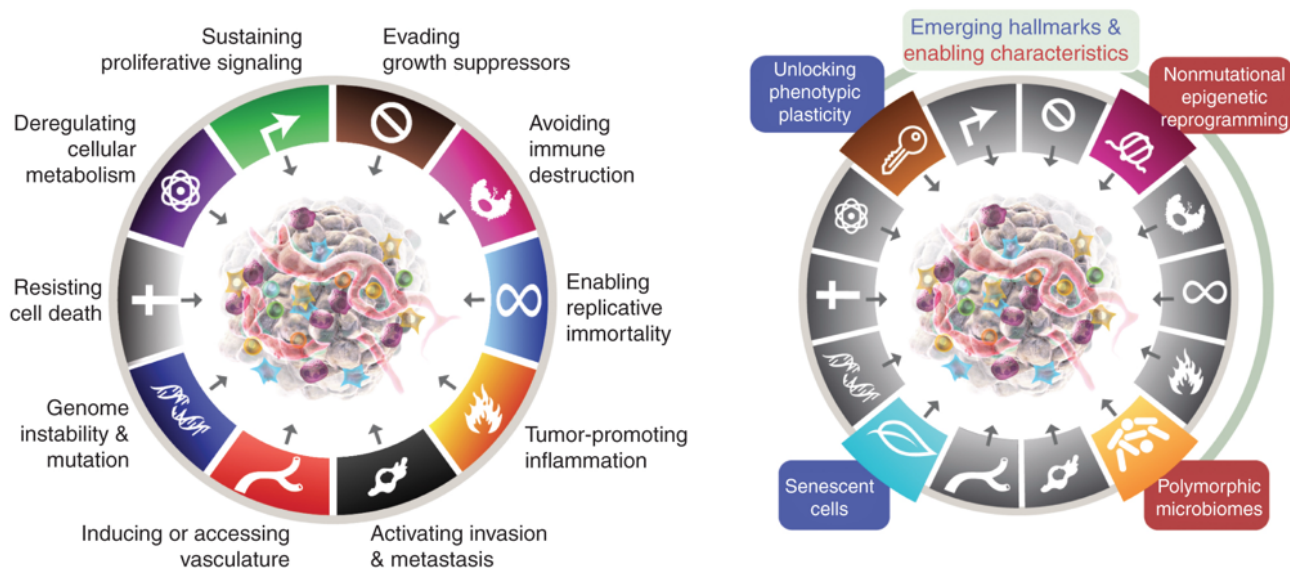 Sustaining
proliferative signaling
Evading
growth suppressors
Deregulating
cellular
metabolism
Avoiding
immune
destruction
Resisting
cell death
Enabling
replicative
immortality
Genome
instability &
mutation
Tumor-promoting
inflammation
Inducing or accessing
vasculature
Activating invasion
& metastasis
Emerging hallmarks &
enabling characteristics
Unlocking
phenotypic
plasticity
Nonmutational
epigenetic
reprogramming
Senescent
cells
Polymorphic
microbiomes